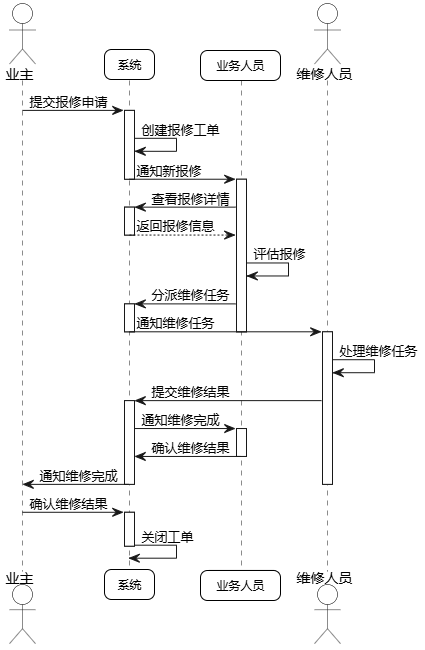 业主
系统
业务人员
维修人员
提交报修申请
创建报修工单
通知新报修
查看报修详情
返回报修信息
评估报修
分派维修任务
通知维修任务
处理维修任务
提交维修结果
通知维修完成
确认维修结果
通知维修完成
确认维修结果
关闭工单
业主
系统
业务人员
维修人员